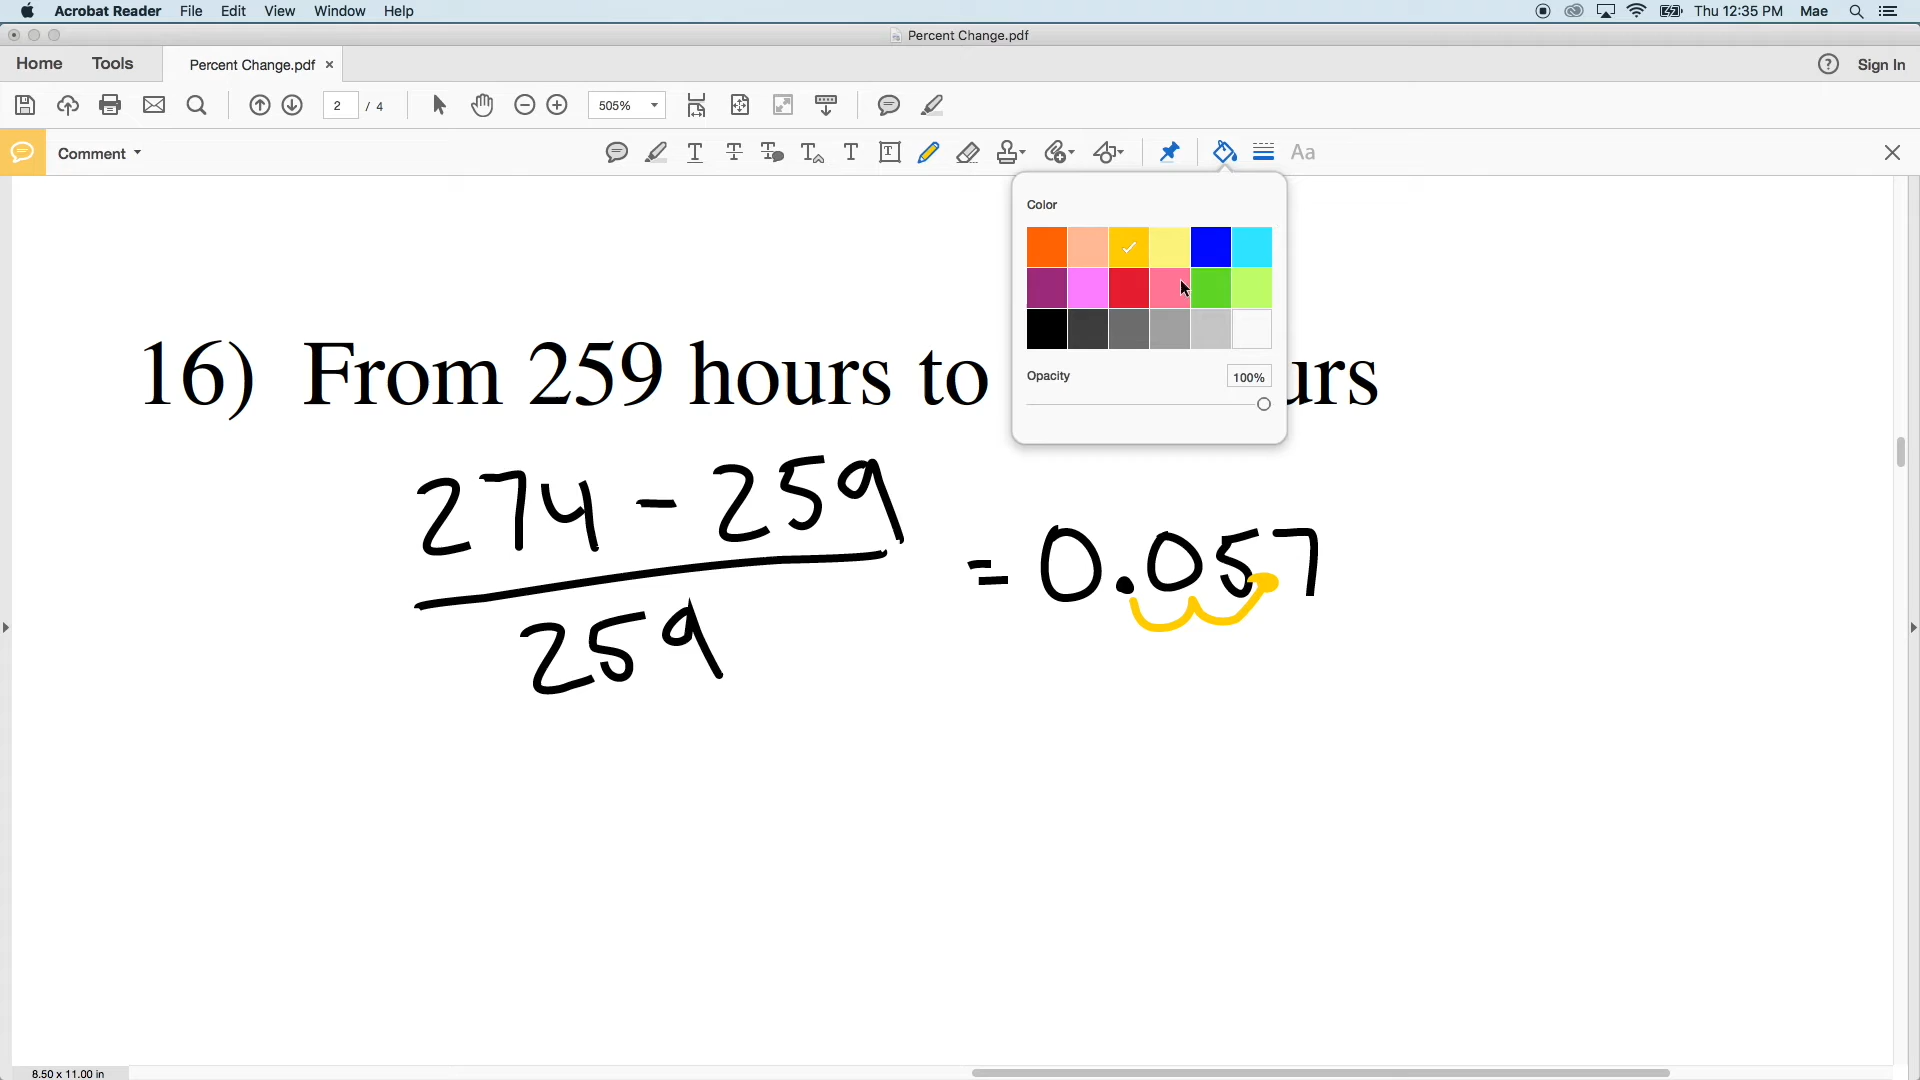 Acrobat Reader File Edit View Window Help Thu 12:35 PM Mae
Percent Change.pdf
Home Tools Percent Change.pdf × ? Sign In
2 / 4 505%
Comment T T T T T T Aa
Color
16) From 259 hours to urs
Opacity 100%
274 - 259
= 0.057
259
8.50 x 11.00 in